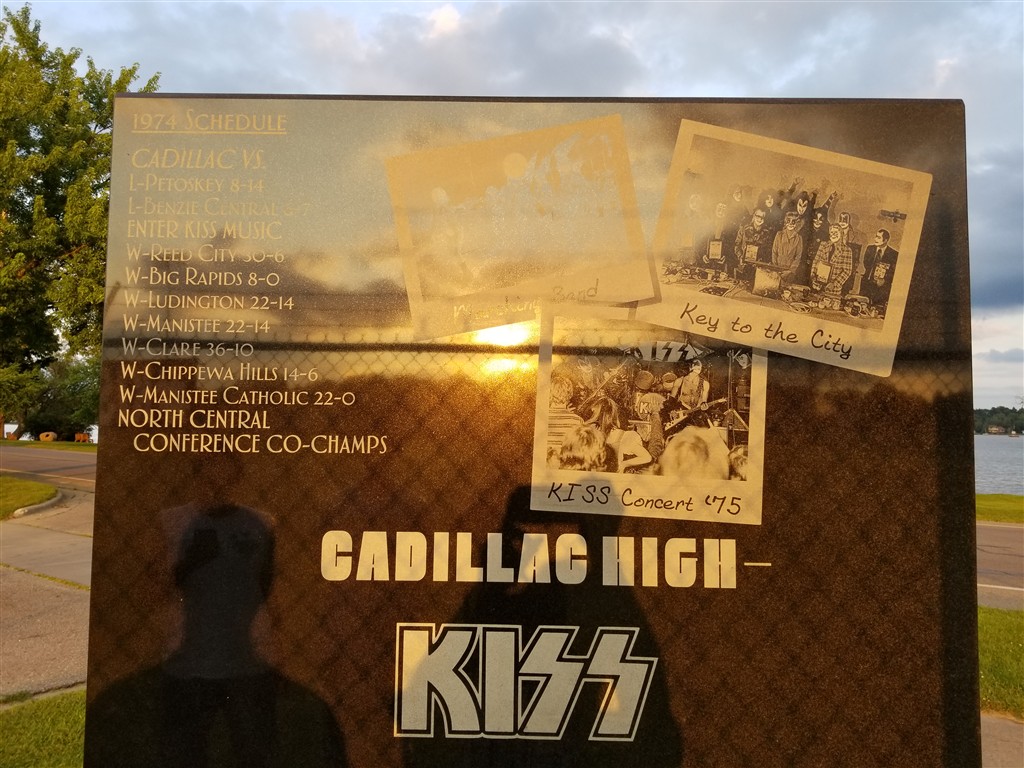 1974 SCHEDULE
CADILLAC VS.
L-PETOSKEY 8-14
L-BENZIE CENTRAL
ENTER KISS MUSIC
W-REED CITY 30-6
W-BIG RAPIDS 8-0
W-LUDINGTON 22-14
W-MANISTEE 22-14
W-CLARE 36-10
W-CHIPPEWA HILLS 14-6
W-MANISTEE CATHOLIC 22-0
NORTH CENTRAL
CONFERENCE CO-CHAMPS
Marching Band
Key to the City
KISS
KISS Concert '75
CADILLAC HIGH–
KISS